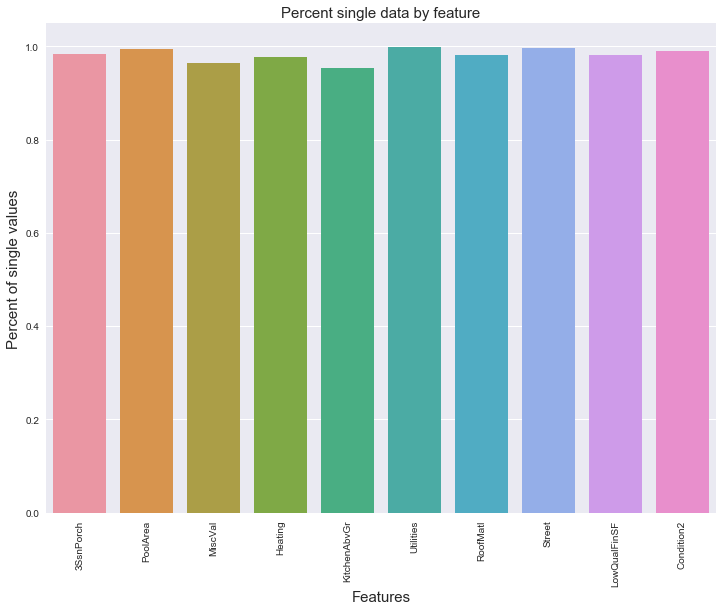 Percent single data by feature
Percent of single values
1.0
0.8
0.6
0.4
0.2
0.0
3SsnPorch
PoolArea
MiscVal
Heating
KitchenAbvGr
Utilities
RoofMatl
Street
LowQualFinSF
Condition2
Features